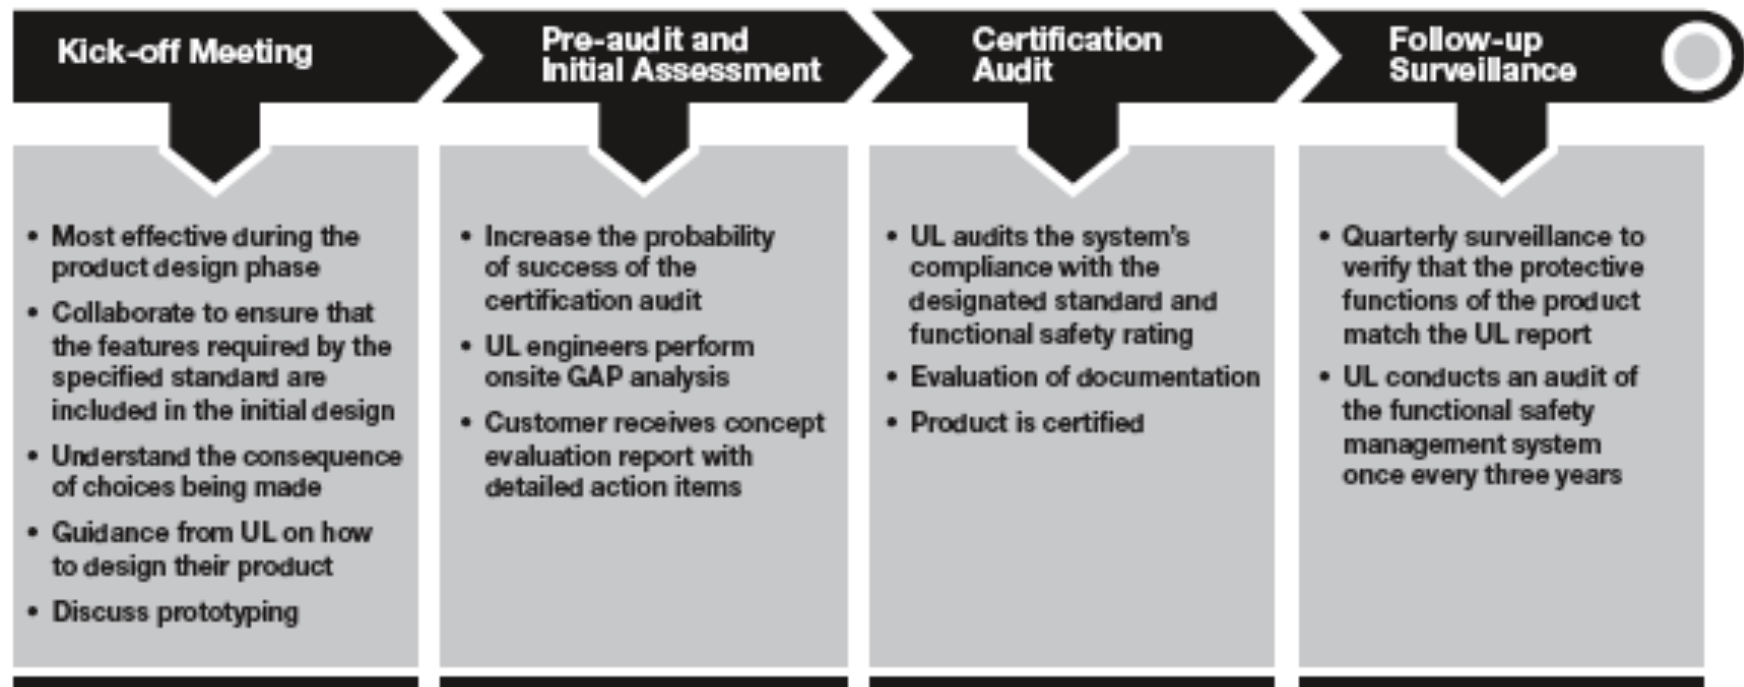 Kick-off Meeting
• Most effective during the
product design phase
• Collaborate to ensure that
the features required by the
specified standard are
included in the initial design
• Understand the consequence
of choices being made
• Guidance from UL on how
to design their product
• Discuss prototyping
Pre-audit and
Initial Assessment
• Increase the probability
of success of the
certification audit
• UL engineers perform
onsite GAP analysis
• Customer receives concept
evaluation report with
detailed action items
Certification
Audit
• UL audits the system's
compliance with the
designated standard and
functional safety rating
• Evaluation of documentation
• Product is certified
Follow-up
Surveillance
• Quarterly surveillance to
verify that the protective
functions of the product
match the UL report
• UL conducts an audit of
the functional safety
management system
once every three years